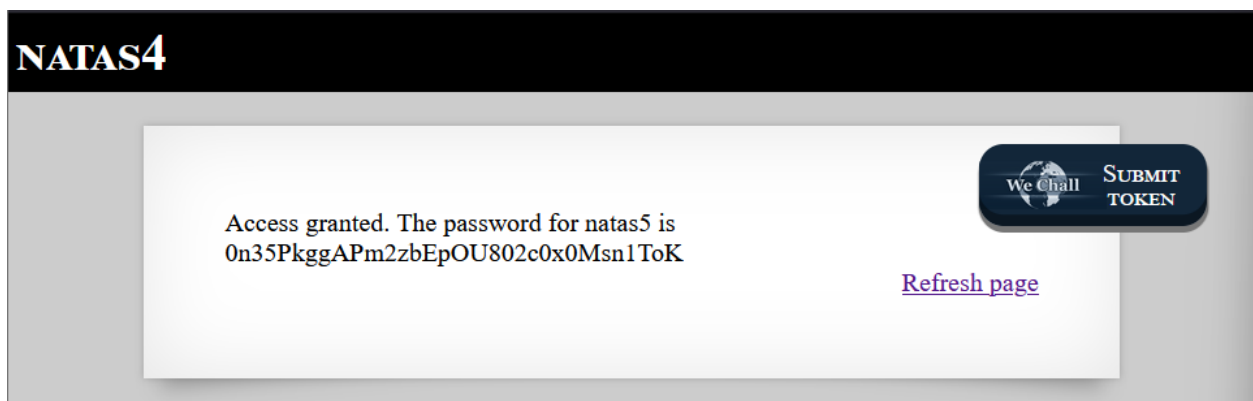 NATAS4
We Chall
SUBMIT
TOKEN
Access granted. The password for natas5 is
0n35PkggAPm2zbEpOU802c0x0Msn1ToK
Refresh page